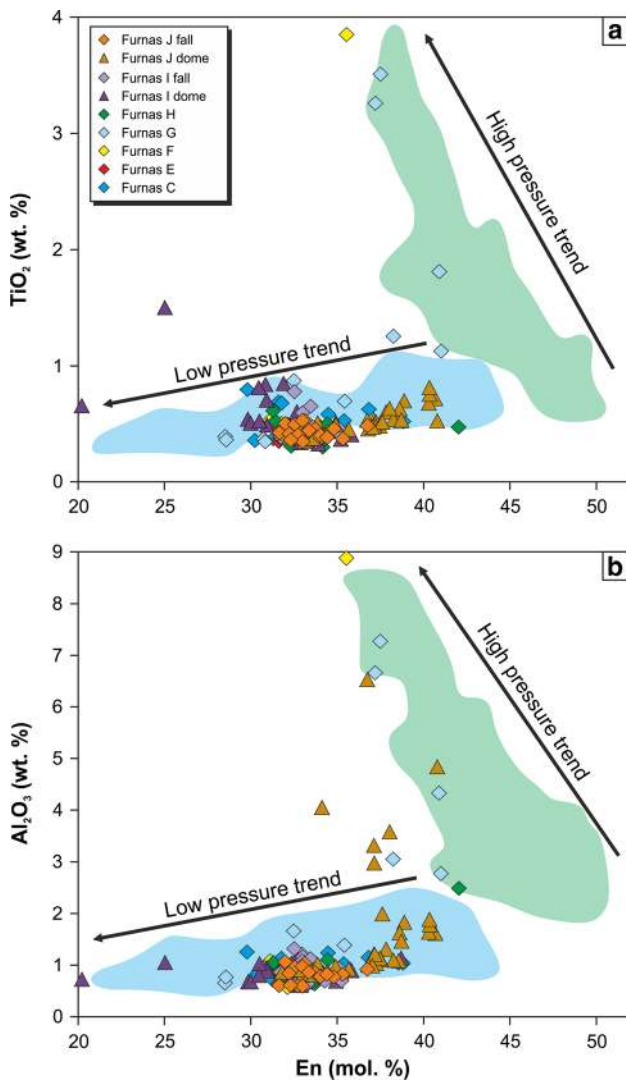 a
TiO₂ (wt. %)
4
3
2
1
0
Furnas J fall
Furnas J dome
Furnas I fall
Furnas I dome
Furnas H
Furnas G
Furnas F
Furnas E
Furnas C
High pressure trend
Low pressure trend
20 25 30 35 40 45 50
b
Al₂O₃ (wt. %)
9
8
7
6
5
4
3
2
1
0
High pressure trend
Low pressure trend
20 25 30 35 40 45 50
En (mol. %)